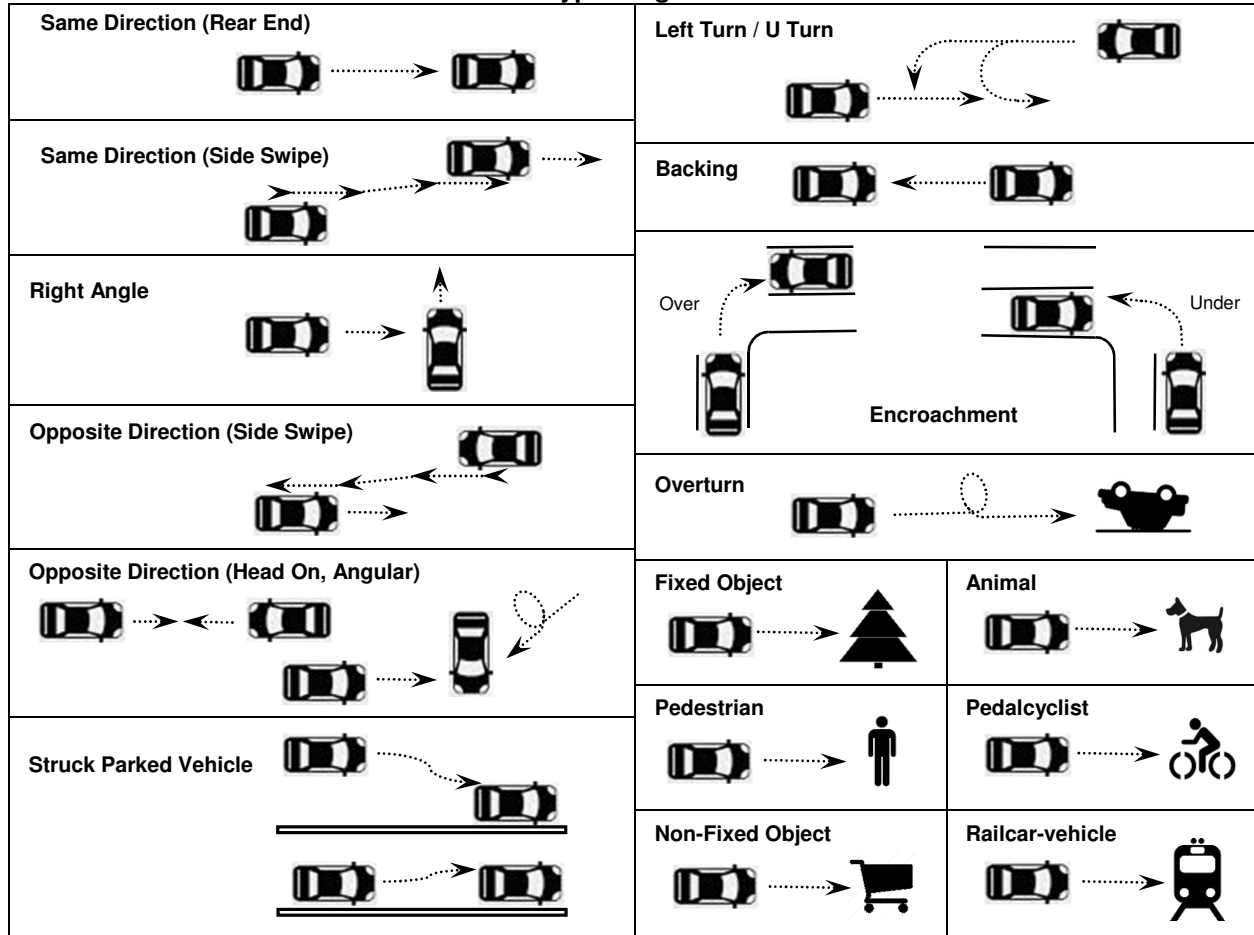 Same Direction (Rear End)
Same Direction (Side Swipe)
Right Angle
Opposite Direction (Side Swipe)
Opposite Direction (Head On, Angular)
Struck Parked Vehicle
Left Turn / U Turn
Backing
Over
Under
Encroachment
Overturn
Fixed Object
Animal
Pedestrian
Pedalcyclist
Non-Fixed Object
Railcar-vehicle